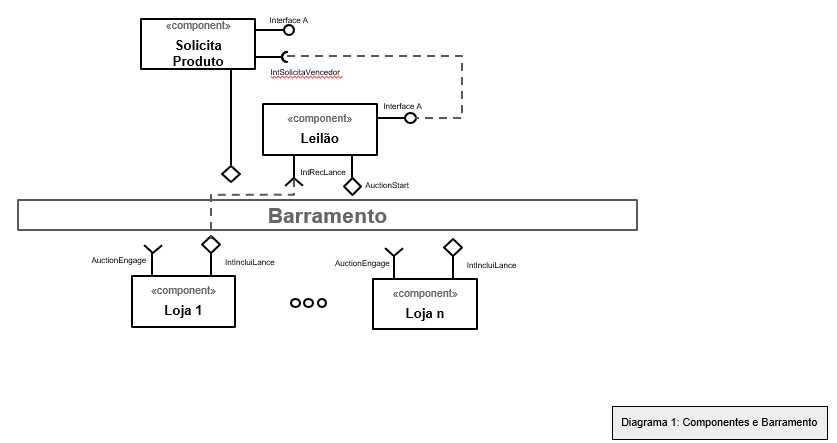 «component»
Solicita
Produto
Interface A
IntSolicitaVencedor
«component»
Leilão
Interface A
IntRecLance
AuctionStart
Barramento
AuctionEngage
IntIncluiLance
«component»
Loja 1
AuctionEngage
IntIncluiLance
«component»
Loja n
Diagrama 1: Componentes e Barramento